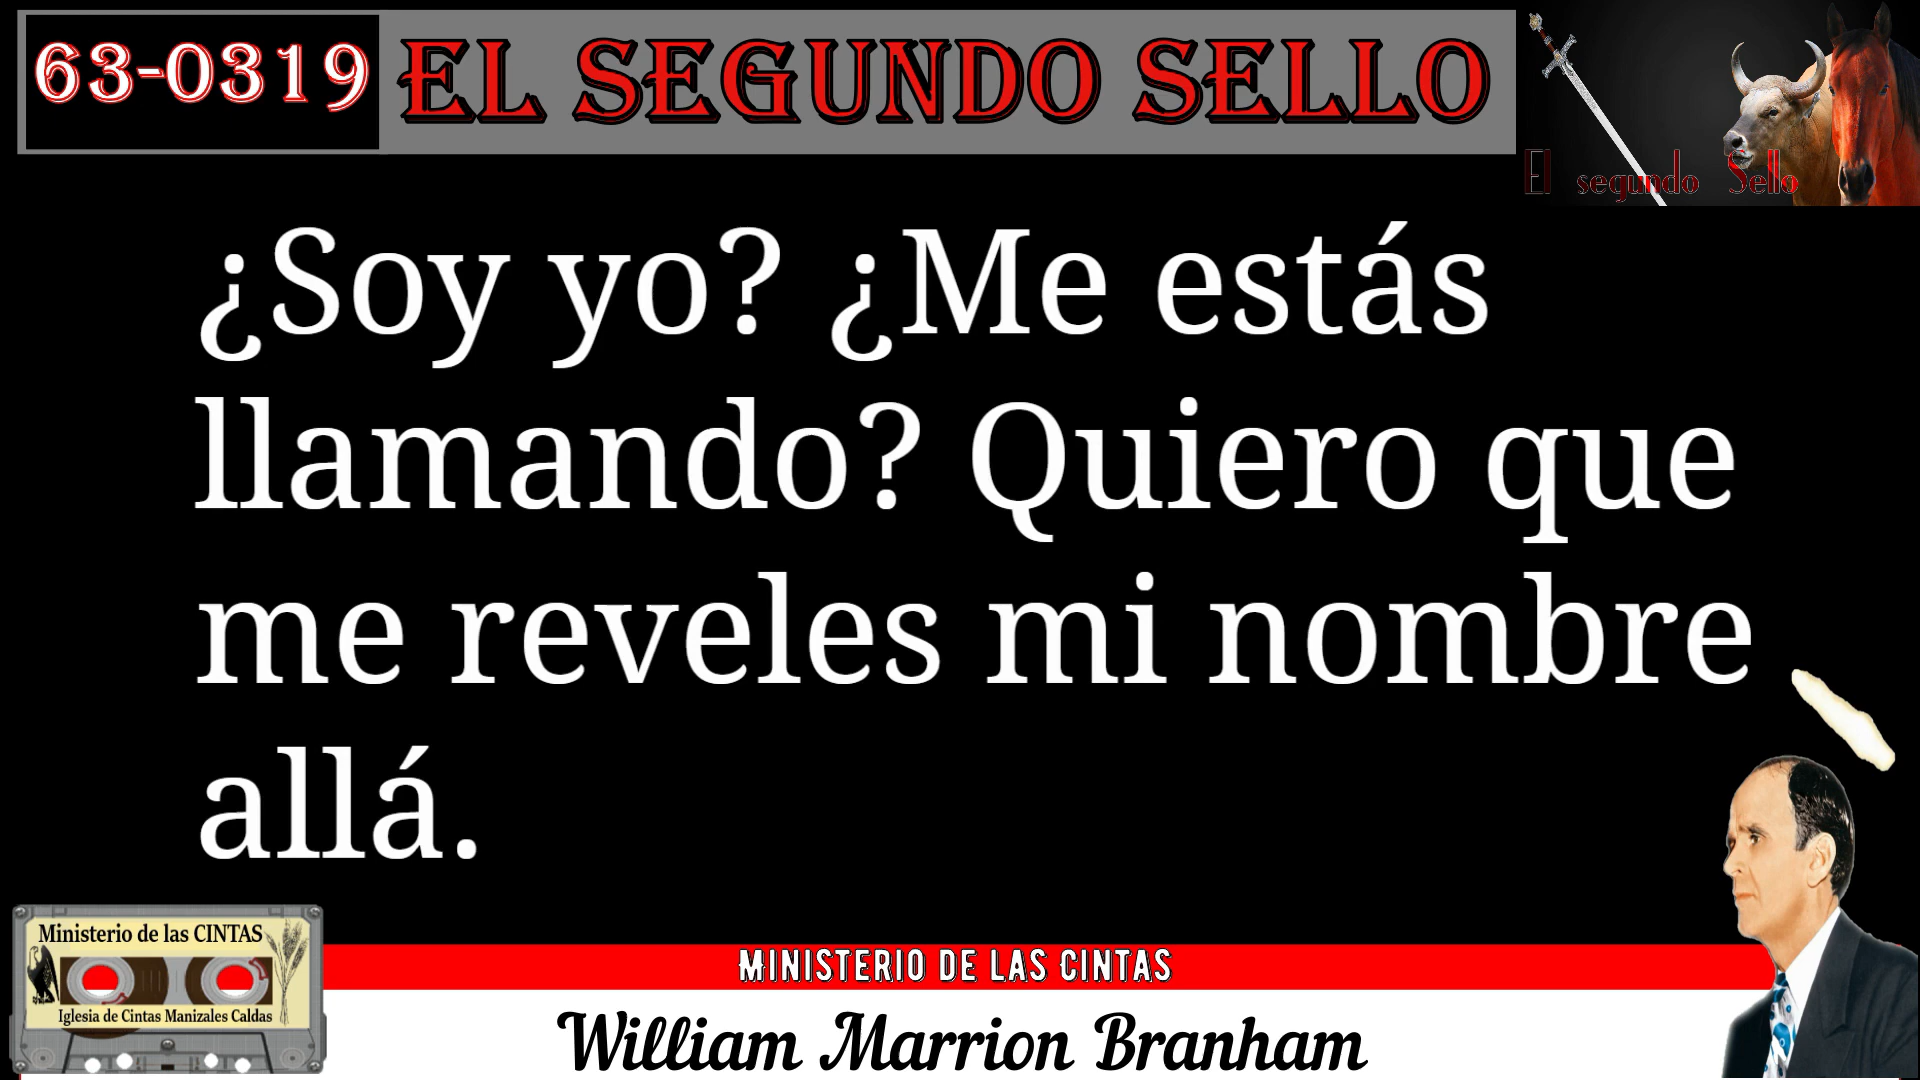 63-0319 EL SEGUNDO SELLO
El segundo Sello
¿Soy yo? ¿Me estás
llamando? Quiero que
me reveles mi nombre
allá.
Ministerio de las CINTAS
Iglesia de Cintas Manizales Caldas
MINISTERIO DE LAS CINTAS
William Marrion Branham